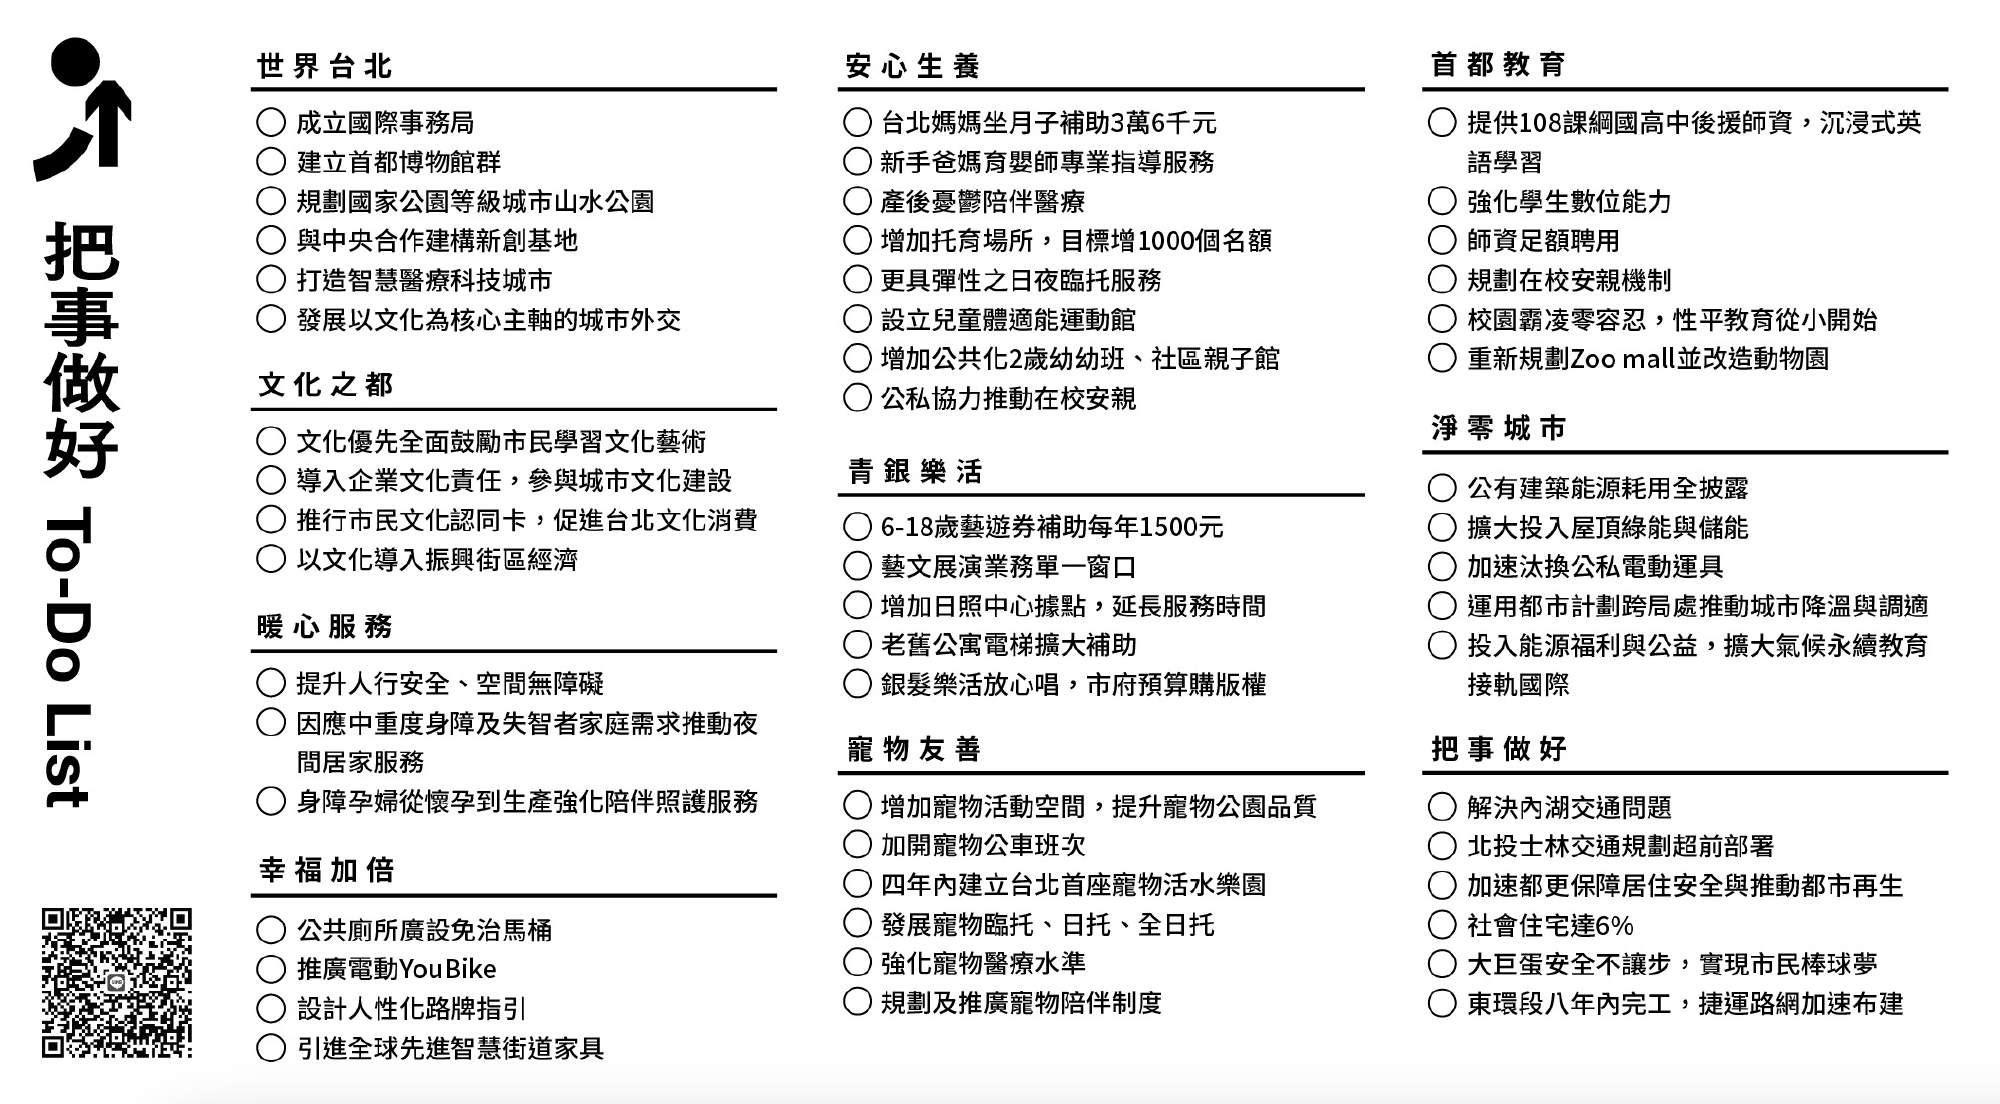 把事做好 To-Do List
世界台北
成立國際事務局
建立首都博物館群
規劃國家公園等級城市山水公園
與中央合作建構新創基地
打造智慧醫療科技城市
發展以文化為核心主軸的城市外交
文化之都
文化優先全面鼓勵市民學習文化藝術
導入企業文化責任，參與城市文化建設
推行市民文化認同卡，促進台北文化消費
以文化導入振興街區經濟
暖心服務
提升人行安全、空間無障礙
因應中重度身障及失智者家庭需求推動夜
間居家服務
身障孕婦從懷孕到生產強化陪伴照護服務
幸福加倍
公共廁所廣設免治馬桶
推廣電動YouBike
設計人性化路牌指引
引進全球先進智慧街道家具
安心生養
台北媽媽坐月子補助3萬6千元
新手爸媽育嬰師專業指導服務
產後憂鬱陪伴醫療
增加托育場所，目標增1000個名額
更具彈性之日夜臨托服務
設立兒童體適能運動館
增加公共化2歲幼幼班、社區親子館
公私協力推動在校安親
青銀樂活
6-18歲藝遊券補助每年1500元
藝文展演業務單一窗口
增加日照中心據點，延長服務時間
老舊公寓電梯擴大補助
銀髮樂活放心唱，市府預算購版權
寵物友善
增加寵物活動空間，提升寵物公園品質
加開寵物公車班次
四年內建立台北首座寵物活水樂園
發展寵物臨托、日托、全日托
強化寵物醫療水準
規劃及推廣寵物陪伴制度
首都教育
提供108課綱國高中後援師資，沉浸式英
語學習
強化學生數位能力
師資足額聘用
規劃在校安親機制
校園霸凌零容忍，性平教育從小開始
重新規劃Zoo mall並改造動物園
淨零城市
公有建築能源耗用全披露
擴大投入屋頂綠能與儲能
加速汰換公私電動運具
運用都市計劃跨局處推動城市降溫與調適
投入能源福利與公益，擴大氣候永續教育
接軌國際
把事做好
解決內湖交通問題
北投士林交通規劃超前部署
加速都更保障居住安全與推動都市再生
社會住宅達6%
大巨蛋安全不讓步，實現市民棒球夢
東環段八年內完工，捷運路網加速布建
LINE